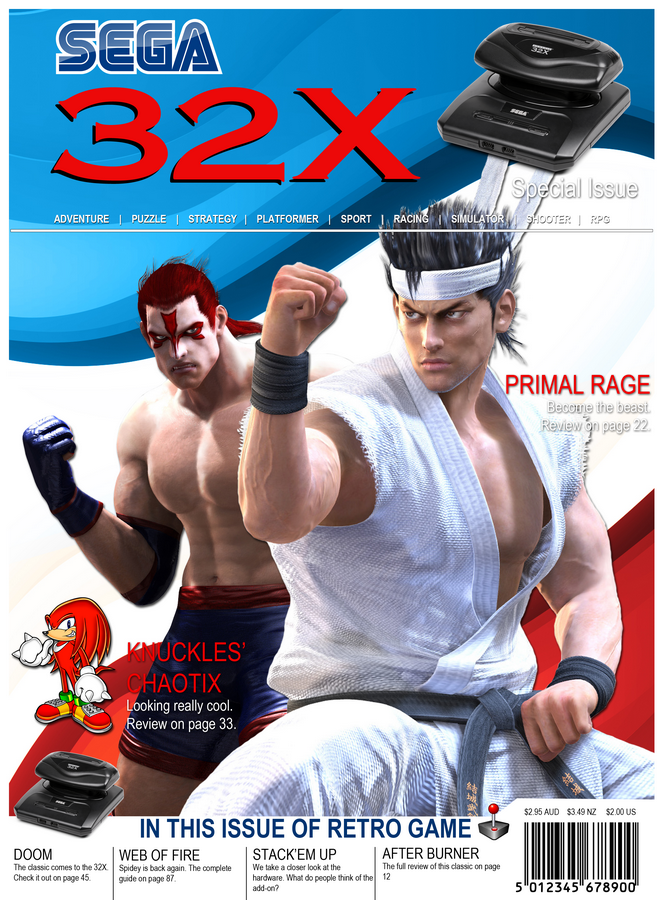 SEGA
32X
Special Issue
ADVENTURE | PUZZLE | STRATEGY | PLATFORMER | SPORT | RACING | SIMULATOR | SHOOTER | RPG
PRIMAL RAGE
Become the beast.
Review on page 22.
KNUCKLES'
CHAOTIX
Looking really cool.
Review on page 33.
IN THIS ISSUE OF RETRO GAME
$2.95 AUD $3.49 NZ $2.00 US
DOOM
The classic comes to the 32X.
Check it out on page 45.
WEB OF FIRE
Spidey is back again. The complete
guide on page 87.
STACK'EM UP
We take a closer look at the
hardware. What do people think of the
add-on?
AFTER BURNER
The full review of this classic on page
12
5 012345 678900